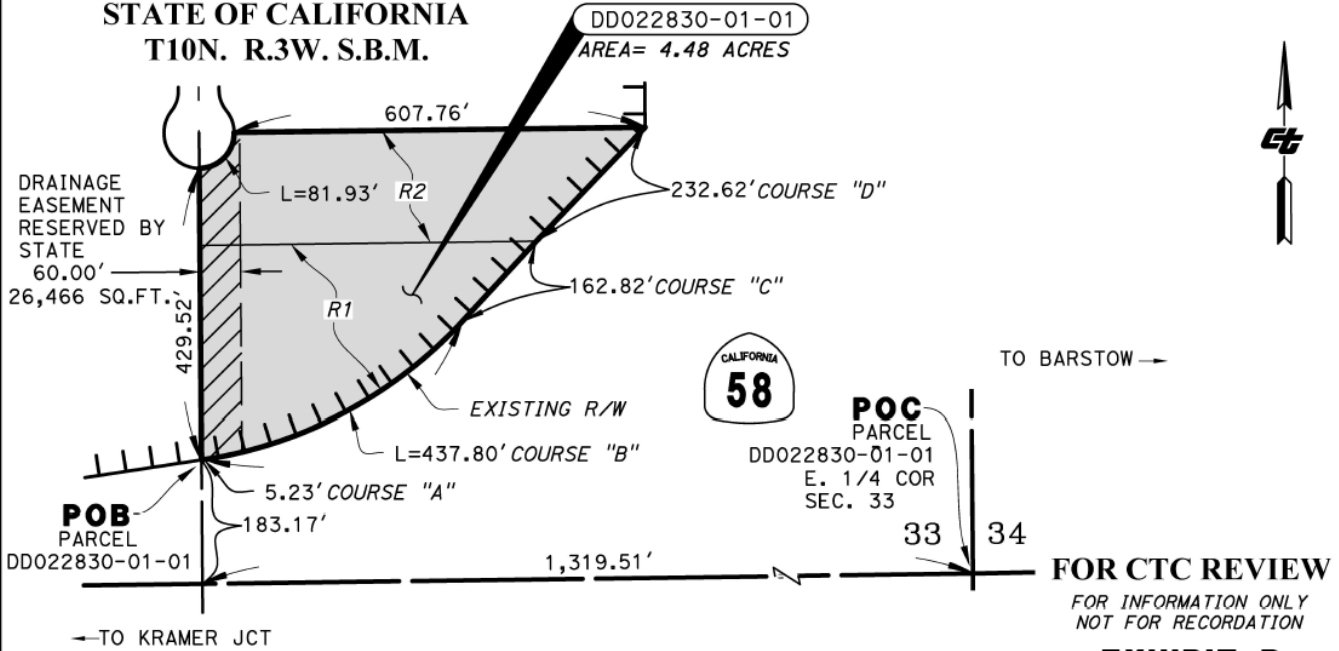 STATE OF CALIFORNIA
T10N. R.3W. S.B.M.
DD022830-01-01
AREA= 4.48 ACRES
607.76'
Ct
DRAINAGE
EASEMENT
RESERVED BY
STATE
60.00'
26,466 SQ.FT.
L=81.93'
R2
232.62' COURSE "D"
429.52'
R1
162.82' COURSE "C"
CALIFORNIA
58
TO BARSTOW
EXISTING R/W
L=437.80' COURSE "B"
5.23' COURSE "A"
POC
PARCEL
DD022830-01-01
E. 1/4 COR
SEC. 33
POB
PARCEL
DD022830-01-01
183.17'
1,319.51'
33 34
FOR CTC REVIEW
FOR INFORMATION ONLY
NOT FOR RECORDATION
TO KRAMER JCT